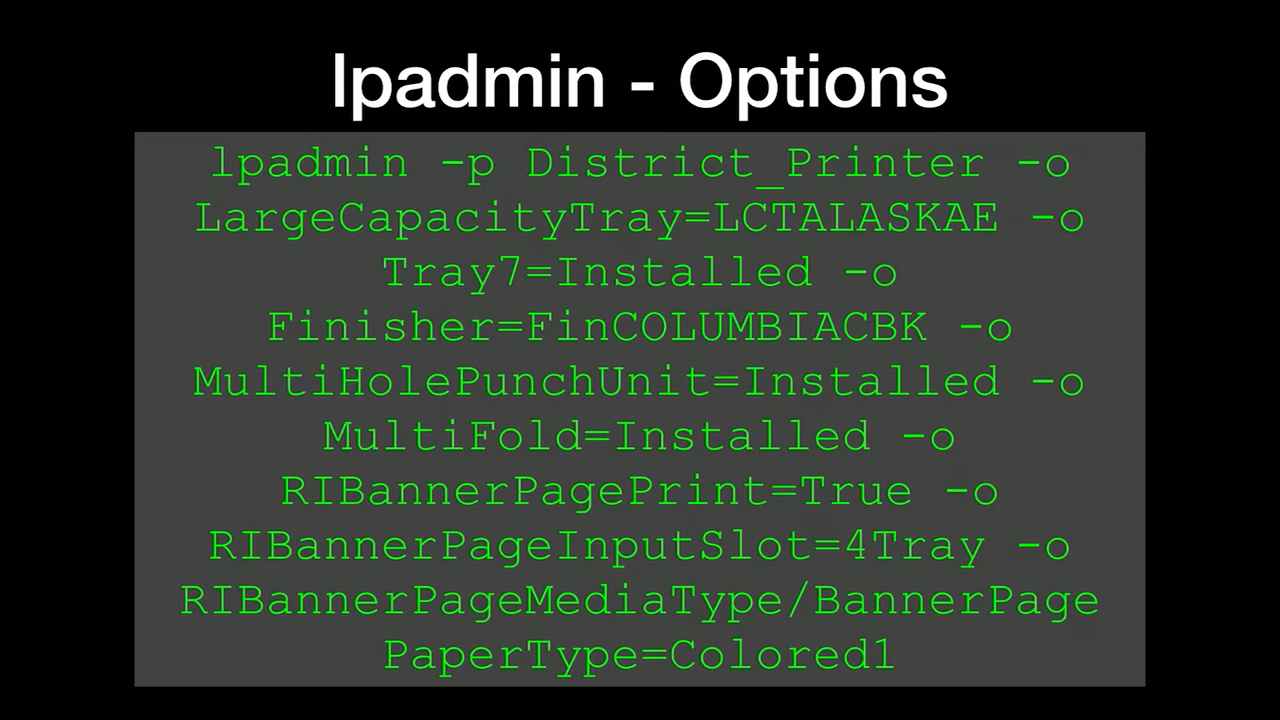 lpadmin - Options
lpadmin -p District_Printer -o
LargeCapacityTray=LCTALASKAE -o
Tray7=Installed -o
Finisher=FinCOLUMBIACBK -o
MultiHolePunchUnit=Installed -o
MultiFold=Installed -o
RIBannerPagePrint=True -o
RIBannerPageInputSlot=4Tray -o
RIBannerPageMediaType/BannerPage
PaperType=Colored1